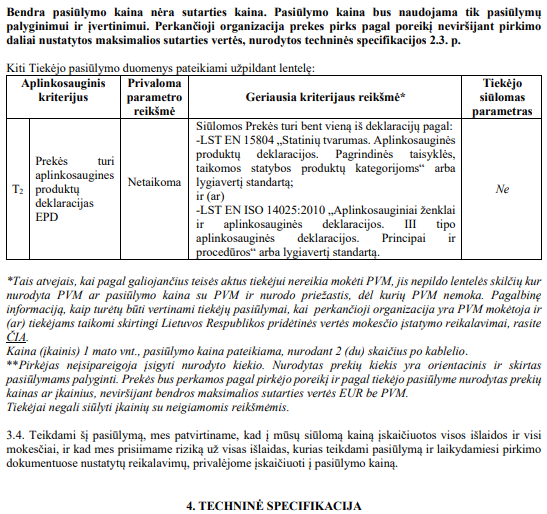 Bendra pasiūlymo kaina nėra sutarties kaina. Pasiūlymo kaina bus naudojama tik pasiūlymų
palyginimui ir įvertinimui. Perkančioji organizacija prekes pirks pagal poreikį neviršijant pirkimo
daliai nustatytos maksimalios sutarties vertės, nurodytos techninės specifikacijos 2.3. p.
Kiti Tiekėjo pasiūlymo duomenys pateikiami užpildant lentelę:
Aplinkosauginis
kriterijus
Privaloma
parametro
reikšmė
Geriausia kriterijaus reikšmė*
Tiekėjo
siūlomas
parametras
T2
Prekės turi
aplinkosaugines
produktų
deklaracijas
EPD
Netaikoma
Siūlomos Prekės turi bent vieną iš deklaracijų pagal:
-LST EN 15804 „Statinių tvarumas. Aplinkosauginės
produktų deklaracijos. Pagrindinės taisyklės,
taikomos statybos produktų kategorijoms“ arba
lygiavertį standartą;
ir (ar)
-LST EN ISO 14025:2010 „Aplinkosauginiai ženklai
ir aplinkosauginės deklaracijos. III tipo
aplinkosauginės deklaracijos. Principai ir
procedūros“ arba lygiavertį standartą.
Ne
*Tais atvejais, kai pagal galiojančius teisės aktus tiekėjui nereikia mokėti PVM, jis nepildo lentelės skilčių kur
nurodyta PVM ar pasiūlymo kaina su PVM ir nurodo priežastis, dėl kurių PVM nemoka. Pagalbinę
informaciją, kaip turėtų būti vertinami tiekėjų pasiūlymai, kai perkančioji organizacija yra PVM mokėtoja ir
(ar) tiekėjams taikomi skirtingi Lietuvos Respublikos pridėtinės vertės mokesčio įstatymo reikalavimai, rasite
ČIA.
Kaina (įkainis) 1 mato vnt., pasiūlymo kaina pateikiama, nurodant 2 (du) skaičius po kablelio.
**Pirkėjas neįsipareigoja įsigyti nurodyto kiekio. Nurodytas prekių kiekis yra orientacinis ir skirtas
pasiūlymams palyginti. Prekės bus perkamos pagal pirkėjo poreikį ir pagal tiekėjo pasiūlyme nurodytas prekių
kainas ar įkainius, neviršijant bendros maksimalios sutarties vertės EUR be PVM.
Tiekėjai negali siūlyti įkainių su neigiamomis reikšmėmis.
3.4. Teikdami šį pasiūlymą, mes patvirtiname, kad į mūsų siūlomą kainą įskaičiuotos visos išlaidos ir visi
mokesčiai, ir kad mes prisiimame riziką už visas išlaidas, kurias teikdami pasiūlymą ir laikydamiesi pirkimo
dokumentuose nustatytų reikalavimų, privalėjome įskaičiuoti į pasiūlymo kainą.
4. TECHNINĖ SPECIFIKACIJA